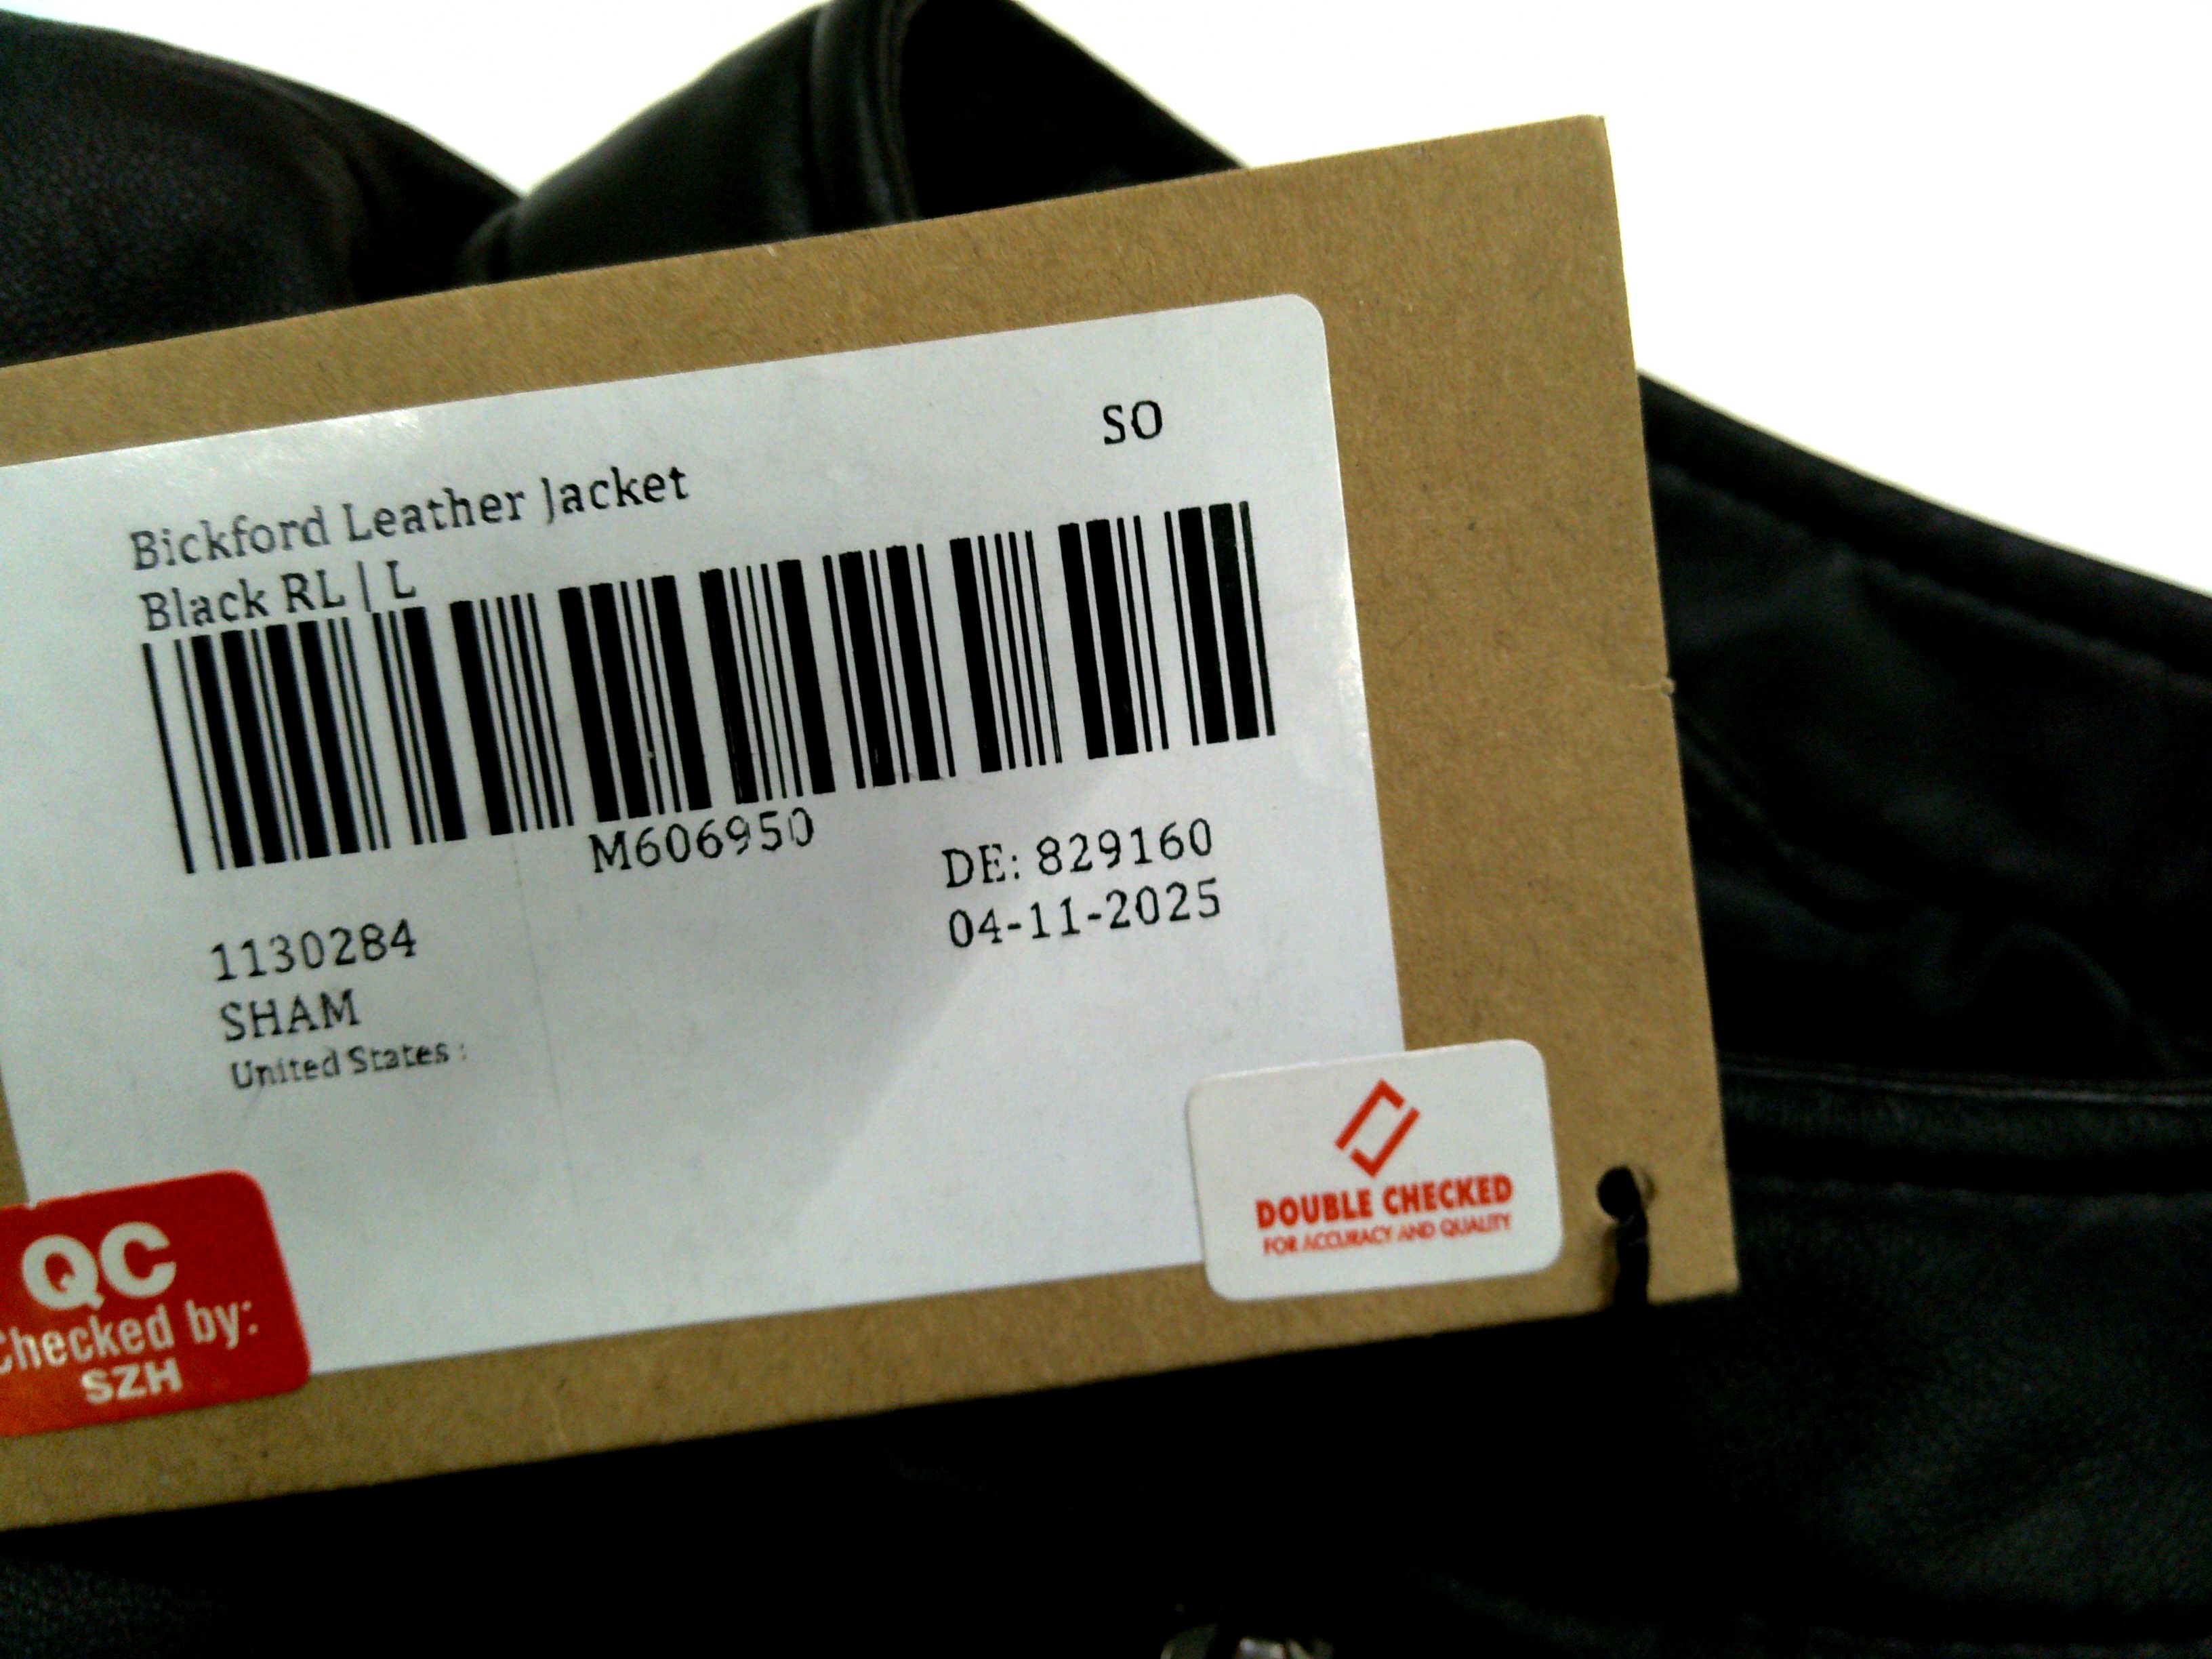 SO
Bickford Leather Jacket
Black RL | L
M606950
DE: 829160
04-11-2025
1130284
SHAM
United States :
QC
Checked by:
SZH
DOUBLE CHECKED
FOR ACCURACY AND QUALITY